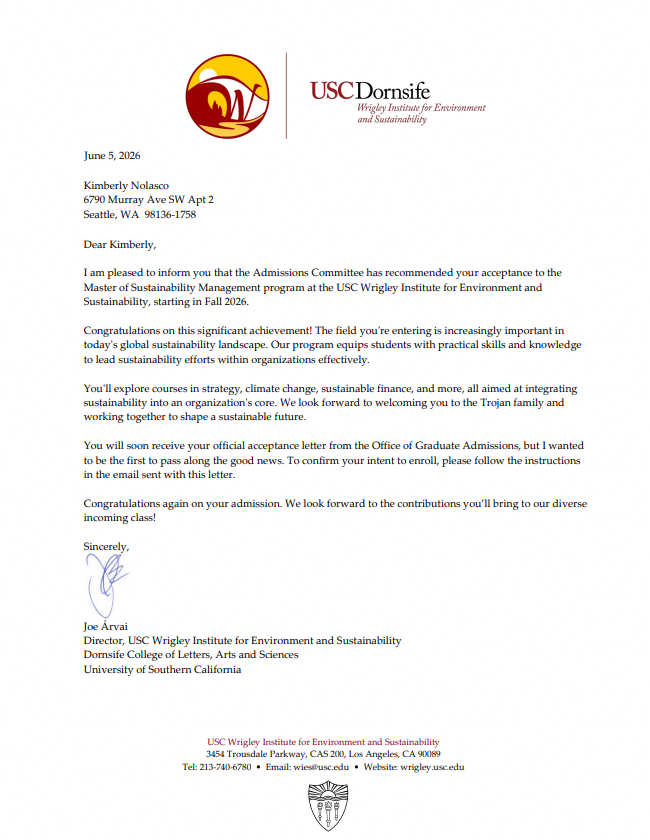 USC Dornsife
Wrigley Institute for Environment
and Sustainability
June 5, 2026
Kimberly Nolasco
6790 Murray Ave SW Apt 2
Seattle, WA  98136-1758
Dear Kimberly,
I am pleased to inform you that the Admissions Committee has recommended your acceptance to the
Master of Sustainability Management program at the USC Wrigley Institute for Environment and
Sustainability, starting in Fall 2026.
Congratulations on this significant achievement! The field you're entering is increasingly important in
today's global sustainability landscape. Our program equips students with practical skills and knowledge
to lead sustainability efforts within organizations effectively.
You'll explore courses in strategy, climate change, sustainable finance, and more, all aimed at integrating
sustainability into an organization's core. We look forward to welcoming you to the Trojan family and
working together to shape a sustainable future.
You will soon receive your official acceptance letter from the Office of Graduate Admissions, but I wanted
to be the first to pass along the good news. To confirm your intent to enroll, please follow the instructions
in the email sent with this letter.
Congratulations again on your admission. We look forward to the contributions you'll bring to our diverse
incoming class!
Sincerely,
Joe Árvai
Director, USC Wrigley Institute for Environment and Sustainability
Dornsife College of Letters, Arts and Sciences
University of Southern California
USC Wrigley Institute for Environment and Sustainability
3454 Trousdale Parkway, CAS 200, Los Angeles, CA 90089
Tel: 213-740-6780 • Email: wies@usc.edu • Website: wrigley.usc.edu